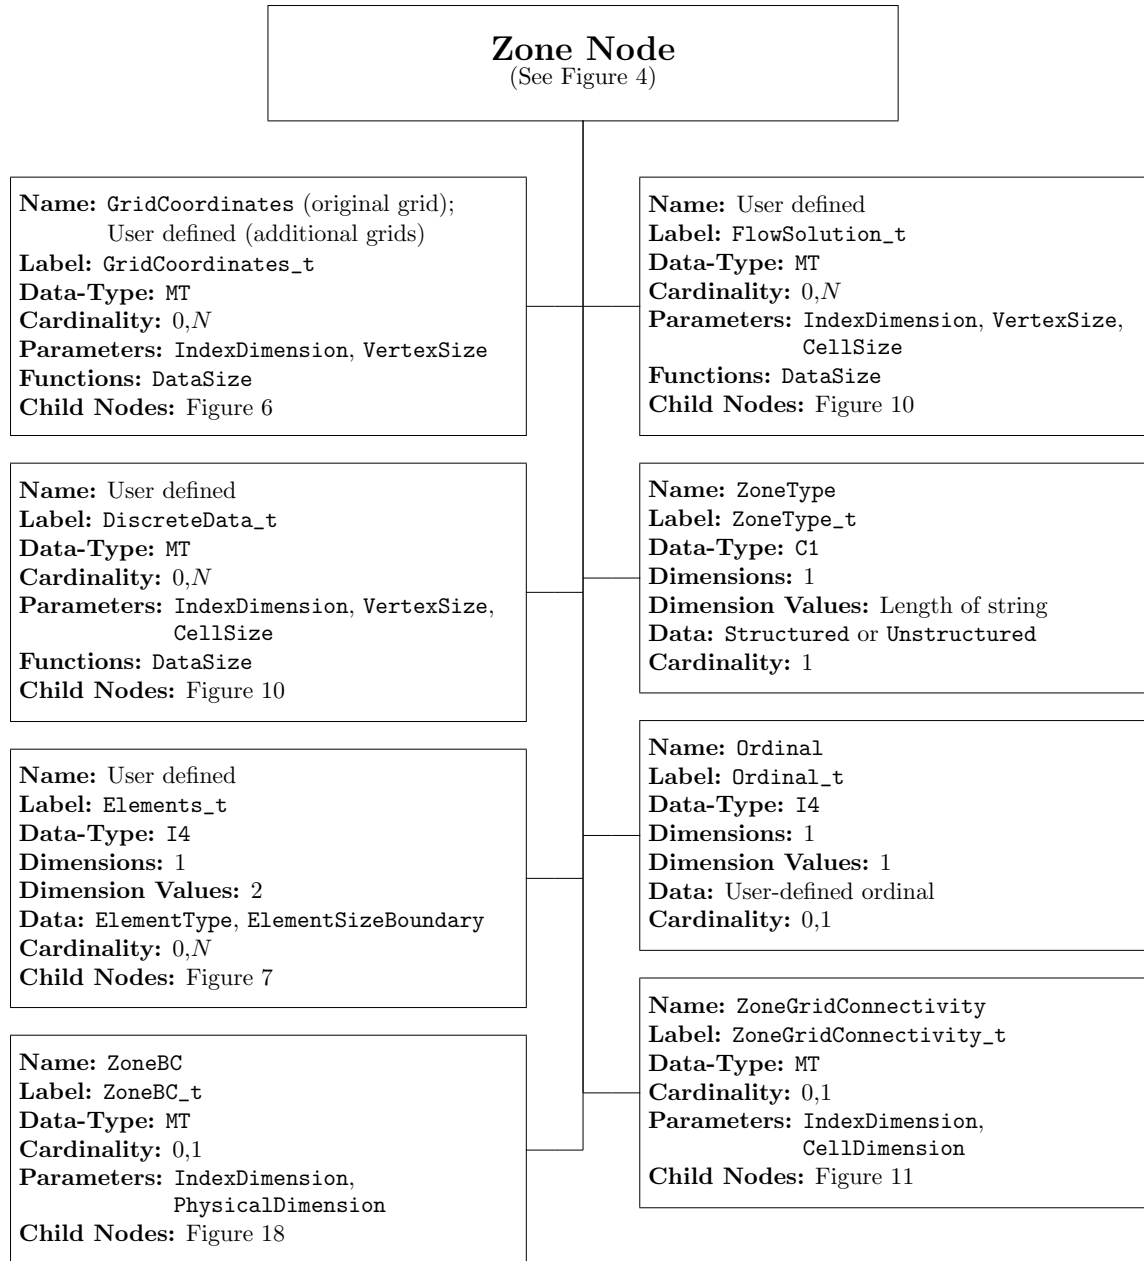 Zone Node
(See Figure 4)
Name: GridCoordinates (original grid);
User defined (additional grids)
Label: GridCoordinates_t
Data-Type: MT
Cardinality: 0,N
Parameters: IndexDimension, VertexSize
Functions: DataSize
Child Nodes: Figure 6
Name: User defined
Label: DiscreteData_t
Data-Type: MT
Cardinality: 0,N
Parameters: IndexDimension, VertexSize,
CellSize
Functions: DataSize
Child Nodes: Figure 10
Name: User defined
Label: Elements_t
Data-Type: I4
Dimensions: 1
Dimension Values: 2
Data: ElementType, ElementSizeBoundary
Cardinality: 0,N
Child Nodes: Figure 7
Name: ZoneBC
Label: ZoneBC_t
Data-Type: MT
Cardinality: 0,1
Parameters: IndexDimension,
PhysicalDimension
Child Nodes: Figure 18
Name: User defined
Label: FlowSolution_t
Data-Type: MT
Cardinality: 0,N
Parameters: IndexDimension, VertexSize,
CellSize
Functions: DataSize
Child Nodes: Figure 10
Name: ZoneType
Label: ZoneType_t
Data-Type: C1
Dimensions: 1
Dimension Values: Length of string
Data: Structured or Unstructured
Cardinality: 1
Name: Ordinal
Label: Ordinal_t
Data-Type: I4
Dimensions: 1
Dimension Values: 1
Data: User-defined ordinal
Cardinality: 0,1
Name: ZoneGridConnectivity
Label: ZoneGridConnectivity_t
Data-Type: MT
Cardinality: 0,1
Parameters: IndexDimension,
CellDimension
Child Nodes: Figure 11